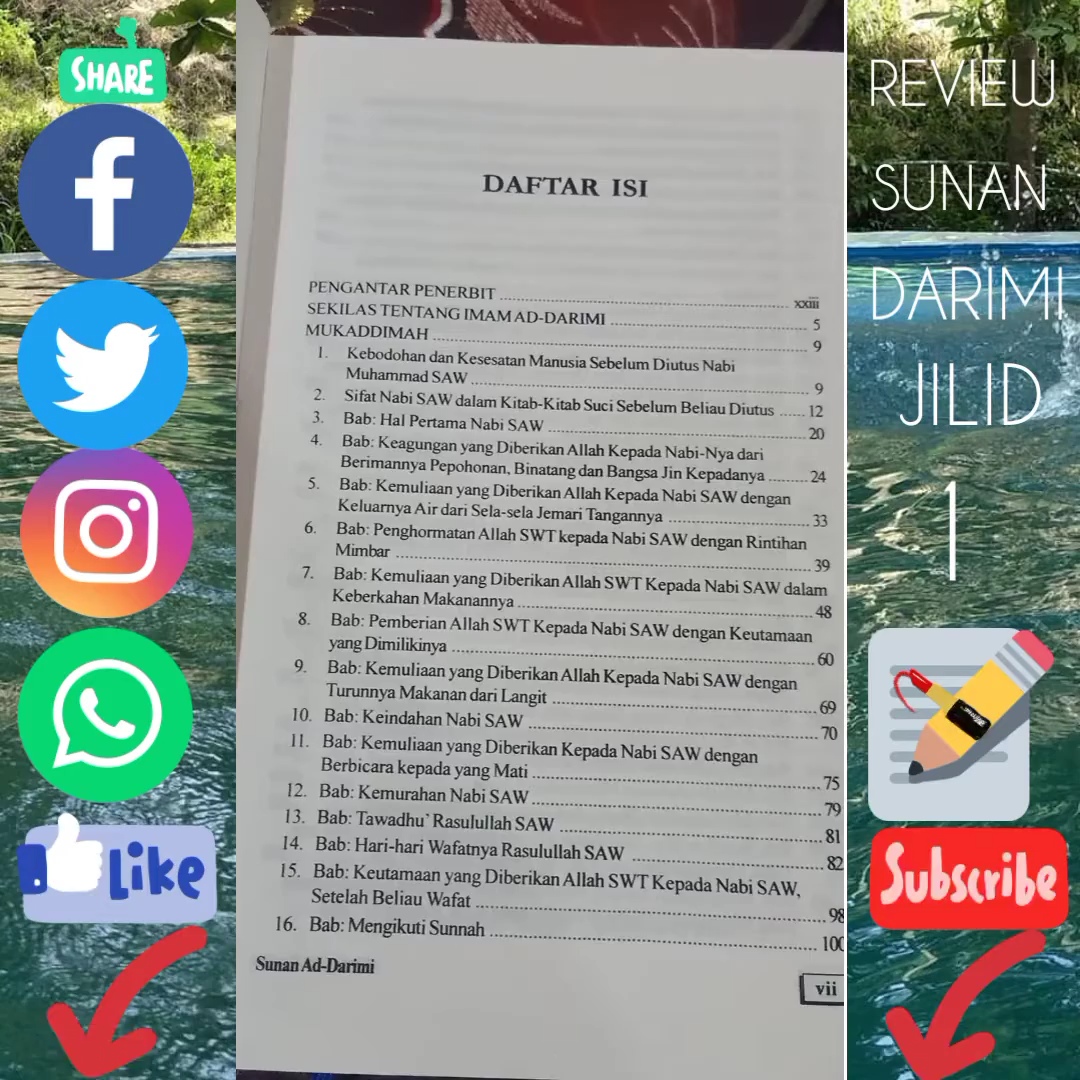 SHARE
Like
DAFTAR ISI
PENGANTAR PENERBIT ........ xxiii
SEKILAS TENTANG IMAM AD-DARIMI ........ 5
MUKADDIMAH ........ 9
1. Kebodohan dan Kesesatan Manusia Sebelum Diutus Nabi
Muhammad SAW ........ 9
2. Sifat Nabi SAW dalam Kitab-Kitab Suci Sebelum Beliau Diutus ...... 12
3. Bab: Hal Pertama Nabi SAW ........ 20
4. Bab: Keagungan yang Diberikan Allah Kepada Nabi-Nya dari
Berimannya Pepohonan, Binatang dan Bangsa Jin Kepadanya ........ 24
5. Bab: Kemuliaan yang Diberikan Allah Kepada Nabi SAW dengan
Keluarnya Air dari Sela-sela Jemari Tangannya ........ 33
6. Bab: Penghormatan Allah SWT kepada Nabi SAW dengan Rintihan
Mimbar ........ 39
7. Bab: Kemuliaan yang Diberikan Allah SWT Kepada Nabi SAW dalam
Keberkahan Makanannya ........ 48
8. Bab: Pemberian Allah SWT Kepada Nabi SAW dengan Keutamaan
yang Dimilikinya ........ 60
9. Bab: Kemuliaan yang Diberikan Allah Kepada Nabi SAW dengan
Turunnya Makanan dari Langit ........ 69
10. Bab: Keindahan Nabi SAW ........ 70
11. Bab: Kemuliaan yang Diberikan Kepada Nabi SAW dengan
Berbicara kepada yang Mati ........ 75
12. Bab: Kemurahan Nabi SAW ........ 79
13. Bab: Tawadhu' Rasulullah SAW ........ 81
14. Bab: Hari-hari Wafatnya Rasulullah SAW ........ 82
15. Bab: Keutamaan yang Diberikan Allah SWT Kepada Nabi SAW,
Setelah Beliau Wafat ........ 98
16. Bab: Mengikuti Sunnah ........ 100
Sunan Ad-Darimi
vii
REVIEW
SUNAN
DARIMI
JILID
1
Subscribe